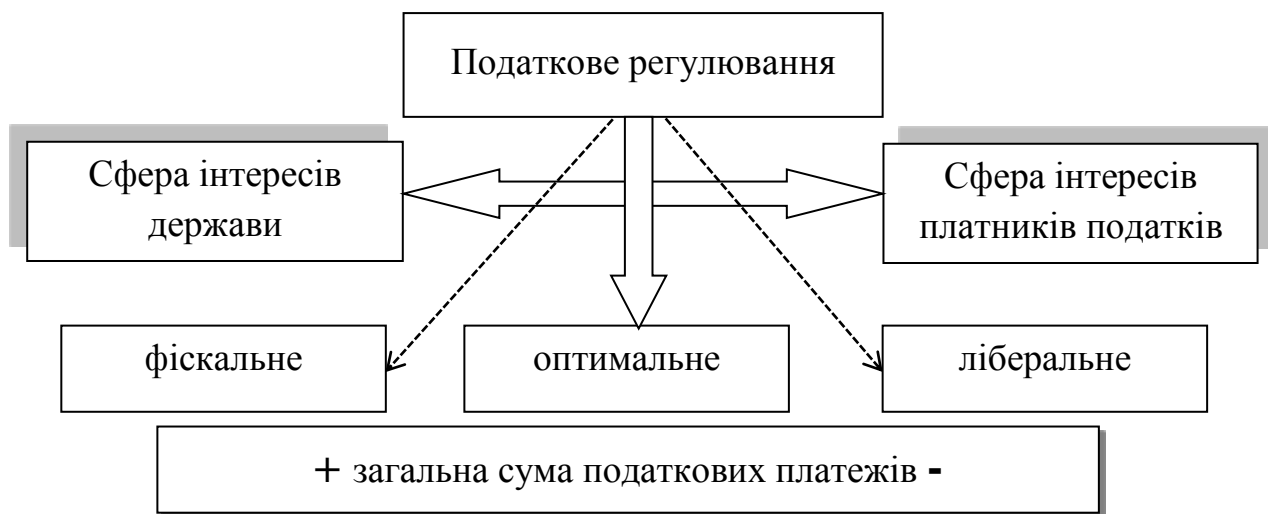 Податкове регулювання
Сфера інтересів
держави
Сфера інтересів
платників податків
фіскальне
оптимальне
ліберальне
+ загальна сума податкових платежів -